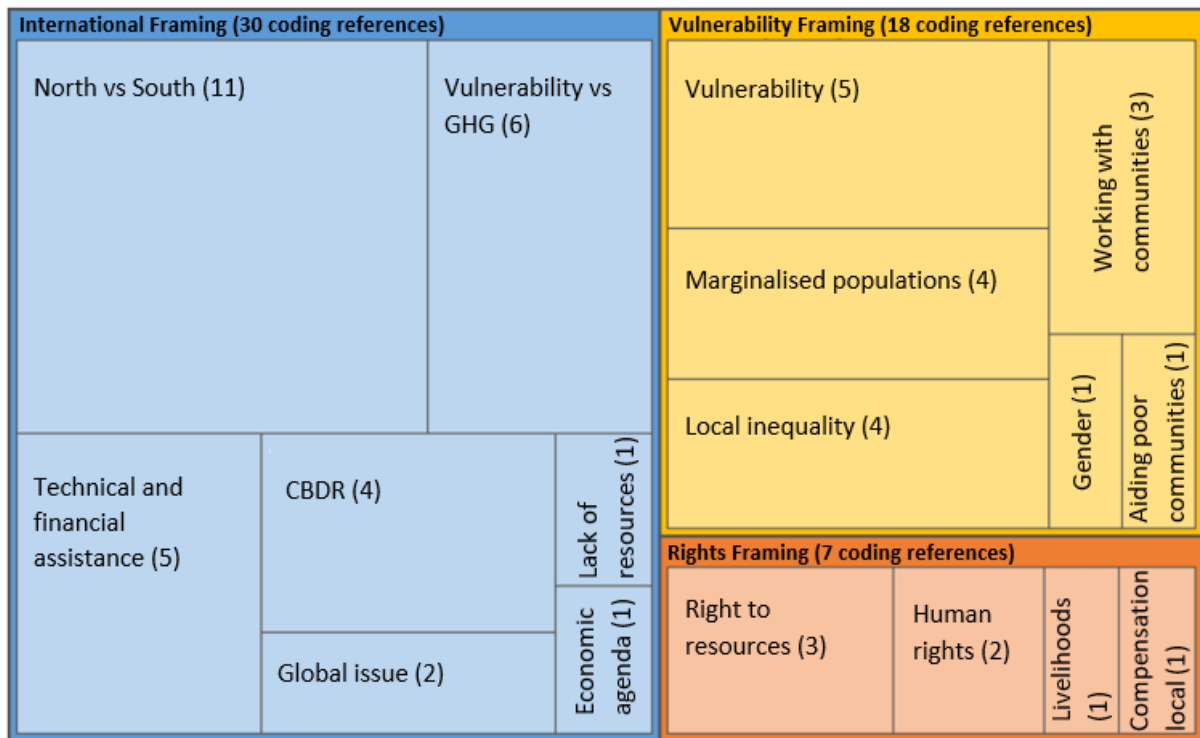 International Framing (30 coding references)
North vs South (11)
Vulnerability vs
GHG (6)
Technical and
financial
assistance (5)
CBDR (4)
Global issue (2)
Lack of
resources (1)
Economic
agenda (1)
Vulnerability Framing (18 coding references)
Vulnerability (5)
Marginalised populations (4)
Local inequality (4)
Working with
communities (3)
Gender (1)
Aiding poor
communities (1)
Rights Framing (7 coding references)
Right to
resources (3)
Human
rights (2)
Livelihoods
(1)
Compensation
local (1)